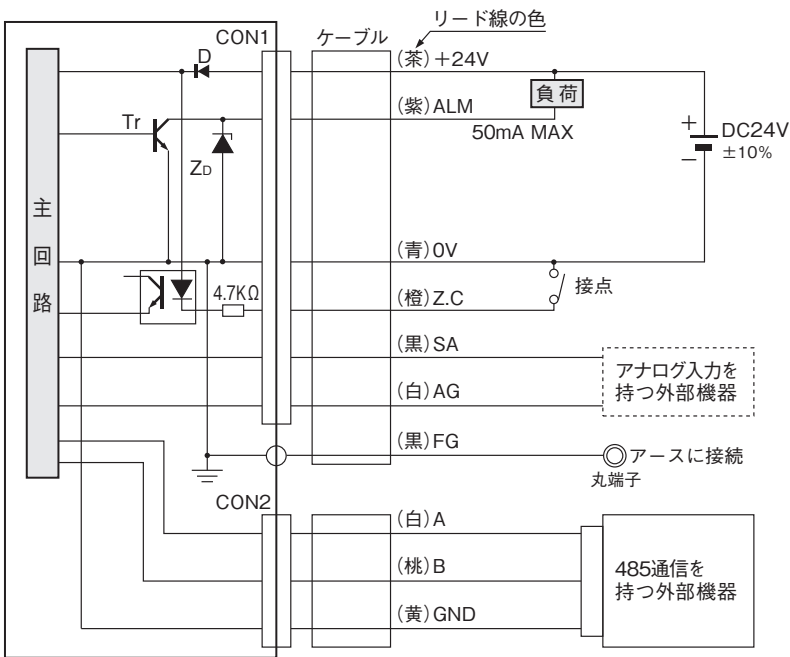 リード線の色
CON1
ケーブル
D
(茶)+24V
負荷
(紫)ALM
50mA MAX
Tr
ZD
+
−
DC24V
±10%
主回路
(青)0V
4.7KΩ
(橙)Z.C
接点
(黒)SA
アナログ入力を
持つ外部機器
(白)AG
(黒)FG
アースに接続
丸端子
CON2
(白)A
(桃)B
485通信を
持つ外部機器
(黄)GND